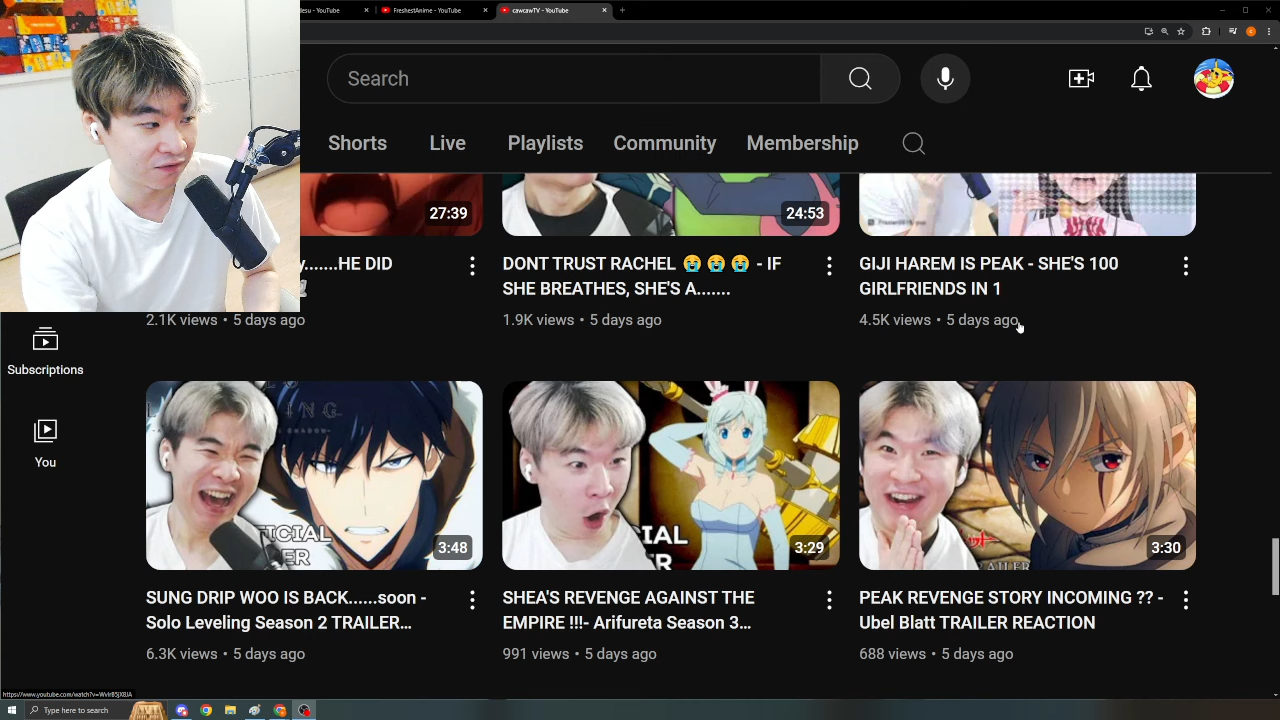 esu - YouTube
FreshestAnime - YouTube
cawcawTV - YouTube
Search
Shorts
Live
Playlists
Community
Membership
27:39
24:53
.......HE DID
DONT TRUST RACHEL 😭😭😭 - IF
SHE BREATHES, SHE'S A.......
GIJI HAREM IS PEAK - SHE'S 100
GIRLFRIENDS IN 1
2.1K views • 5 days ago
1.9K views • 5 days ago
4.5K views • 5 days ago
Subscriptions
You
3:48
3:29
3:30
SUNG DRIP WOO IS BACK......soon -
Solo Leveling Season 2 TRAILER...
SHEA'S REVENGE AGAINST THE
EMPIRE !!!- Arifureta Season 3...
PEAK REVENGE STORY INCOMING ?? -
Ubel Blatt TRAILER REACTION
6.3K views • 5 days ago
991 views • 5 days ago
688 views • 5 days ago
Type here to search